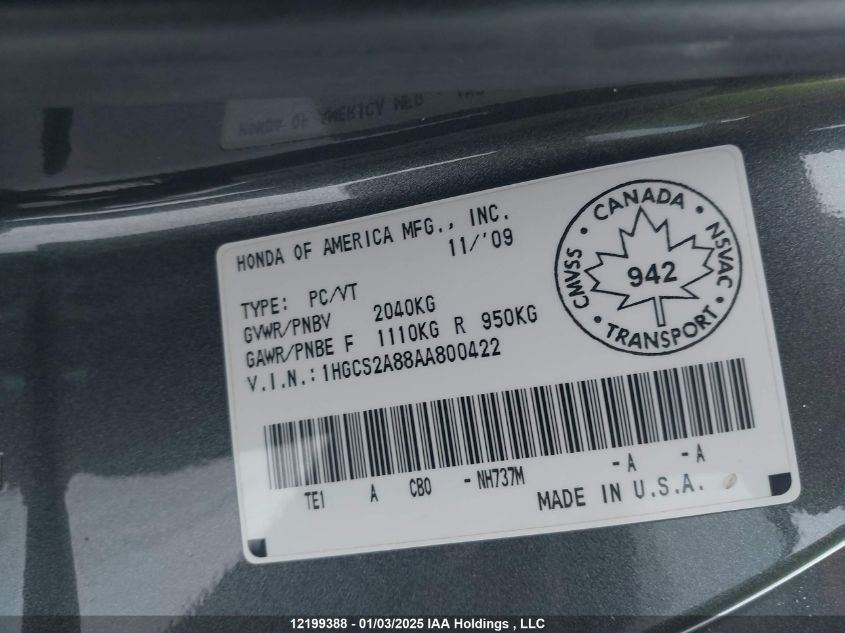 HONDA OF AMERICA MFG., INC.
11/'09
TYPE: PC/VT
GVWR/PNBV 2040KG
GAWR/PNBE F 1110KG R 950KG
V.I.N.: 1HGCS2A88AA800422
CANADA
CMVSS
942
NSVAC
TRANSPORT
TE1 A CB0 - NH737M -A -A
MADE IN U.S.A.
12199388 - 01/03/2025 IAA Holdings , LLC